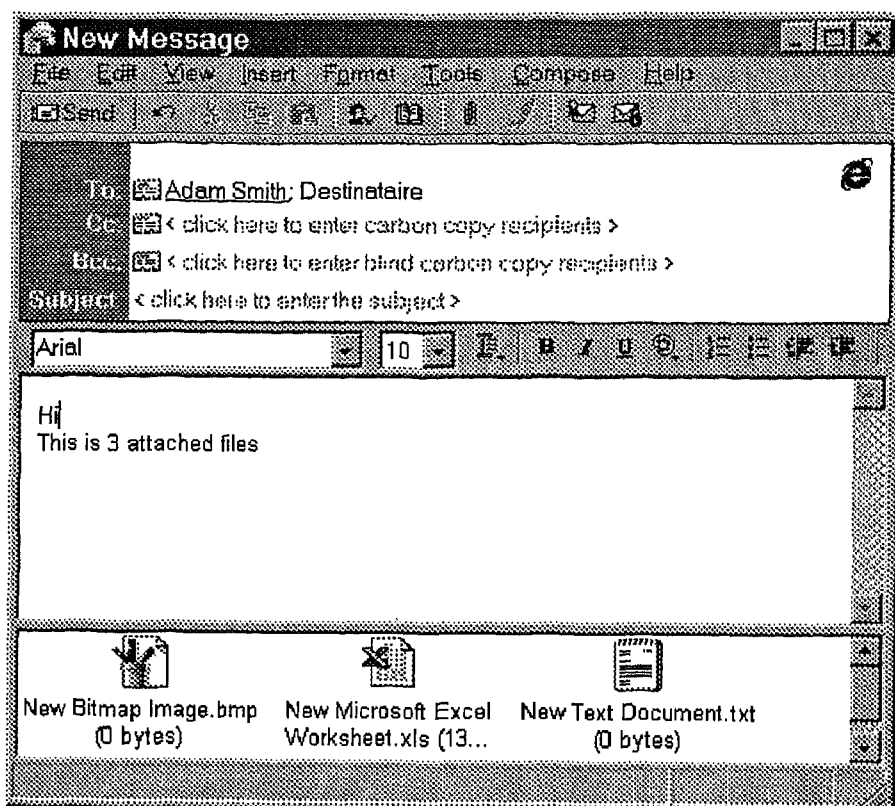 New Message
File Edit View Insert Format Tools Compose Help
Send
To: Adam Smith; Destinataire
Cc: < click here to enter carbon copy recipients >
Bcc: < click here to enter blind carbon copy recipients >
Subject: < click here to enter the subject >
Arial 10 B I U
Hi
This is 3 attached files
New Bitmap Image.bmp New Microsoft Excel New Text Document.txt
(0 bytes) Worksheet.xls (13... (0 bytes)